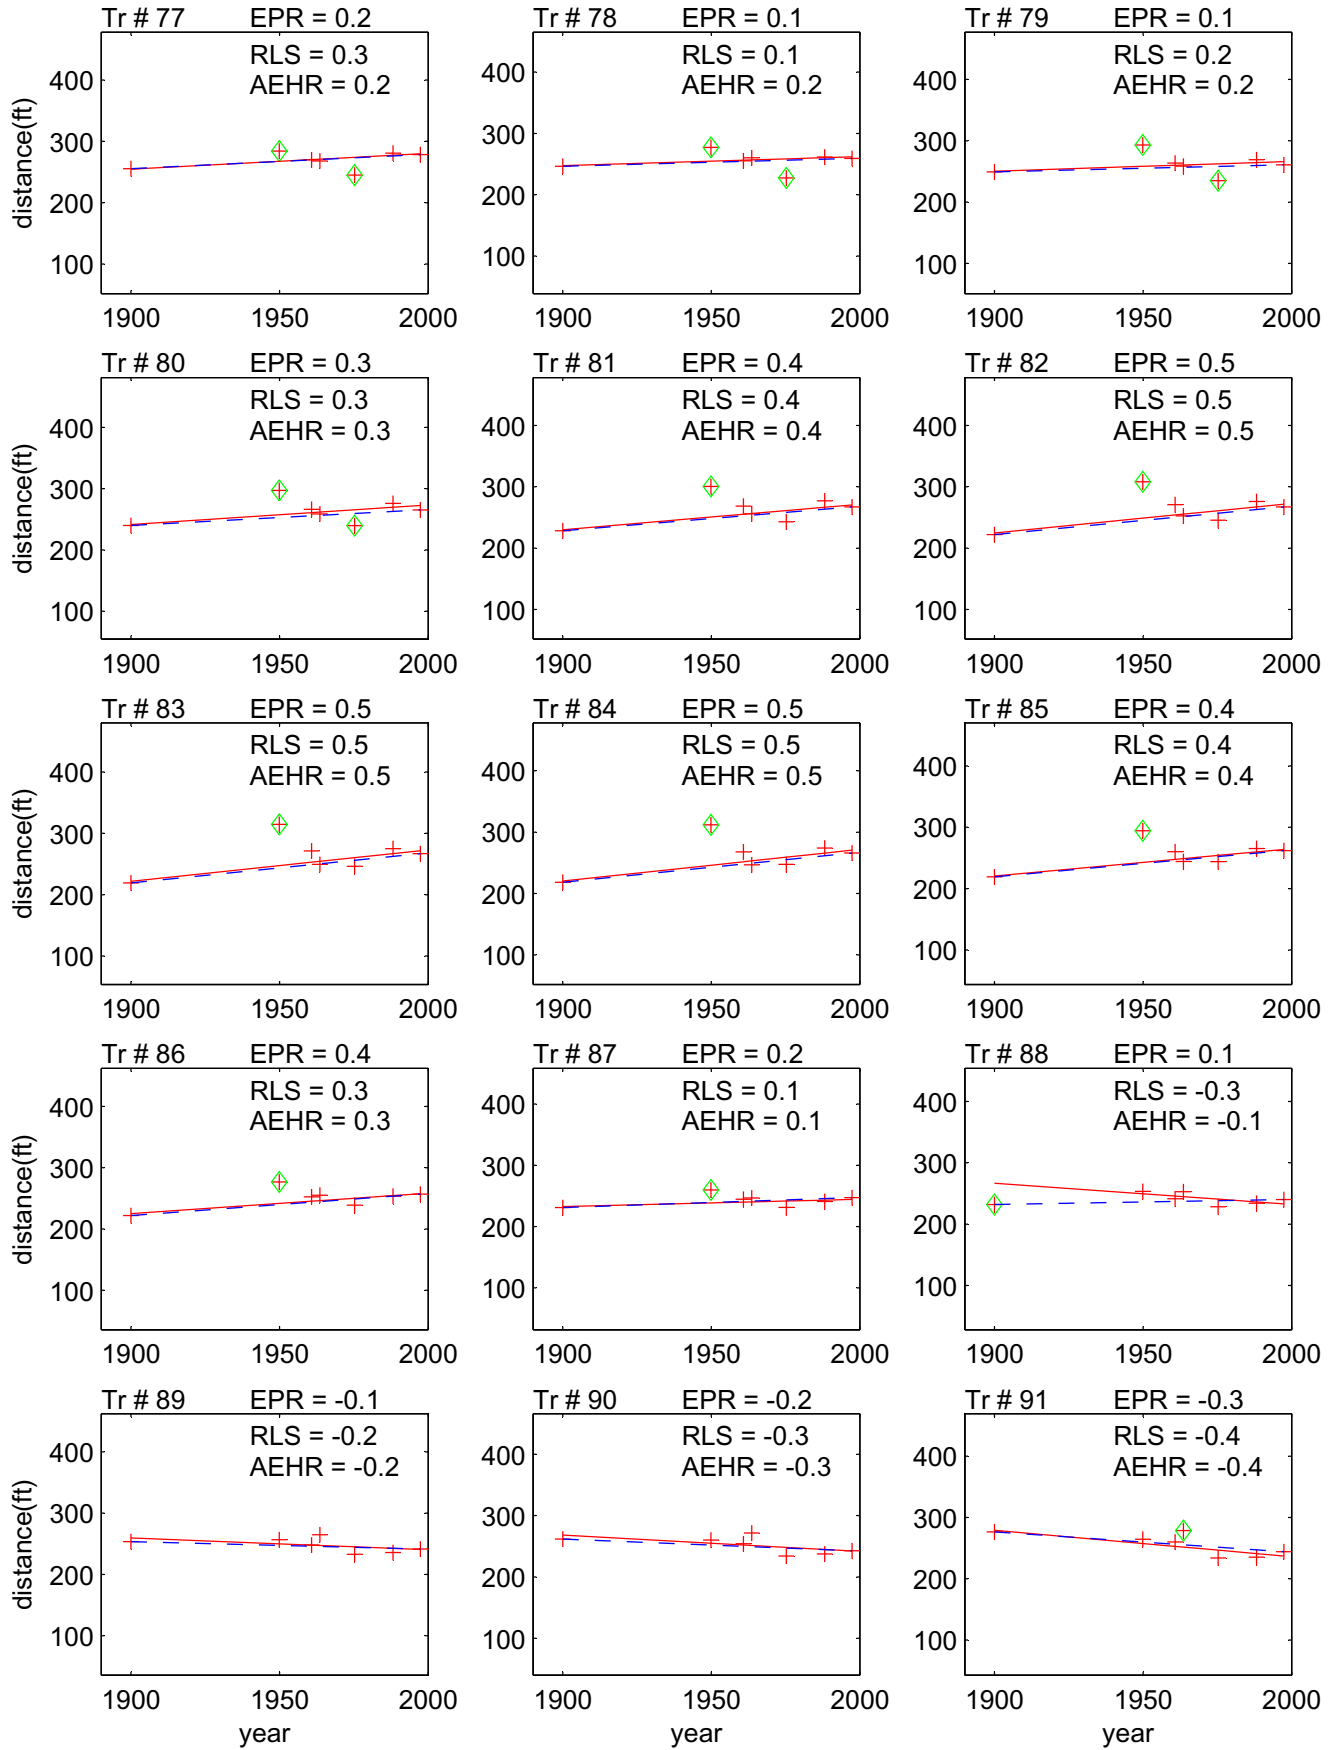 Tr # 77 EPR = 0.2
RLS = 0.3
AEHR = 0.2
400
300
200
100
distance(ft)
1900 1950 2000
Tr # 78 EPR = 0.1
RLS = 0.1
AEHR = 0.2
400
300
200
100
1900 1950 2000
Tr # 79 EPR = 0.1
RLS = 0.2
AEHR = 0.2
400
300
200
100
1900 1950 2000
Tr # 80 EPR = 0.3
RLS = 0.3
AEHR = 0.3
400
300
200
100
distance(ft)
1900 1950 2000
Tr # 81 EPR = 0.4
RLS = 0.4
AEHR = 0.4
400
300
200
100
1900 1950 2000
Tr # 82 EPR = 0.5
RLS = 0.5
AEHR = 0.5
400
300
200
100
1900 1950 2000
Tr # 83 EPR = 0.5
RLS = 0.5
AEHR = 0.5
400
300
200
100
distance(ft)
1900 1950 2000
Tr # 84 EPR = 0.5
RLS = 0.5
AEHR = 0.5
400
300
200
100
1900 1950 2000
Tr # 85 EPR = 0.4
RLS = 0.4
AEHR = 0.4
400
300
200
100
1900 1950 2000
Tr # 86 EPR = 0.4
RLS = 0.3
AEHR = 0.3
400
300
200
100
distance(ft)
1900 1950 2000
Tr # 87 EPR = 0.2
RLS = 0.1
AEHR = 0.1
400
300
200
100
1900 1950 2000
Tr # 88 EPR = 0.1
RLS = -0.3
AEHR = -0.1
400
300
200
100
1900 1950 2000
Tr # 89 EPR = -0.1
RLS = -0.2
AEHR = -0.2
400
300
200
100
distance(ft)
1900 1950 2000
year
Tr # 90 EPR = -0.2
RLS = -0.3
AEHR = -0.3
400
300
200
100
1900 1950 2000
year
Tr # 91 EPR = -0.3
RLS = -0.4
AEHR = -0.4
400
300
200
100
1900 1950 2000
year